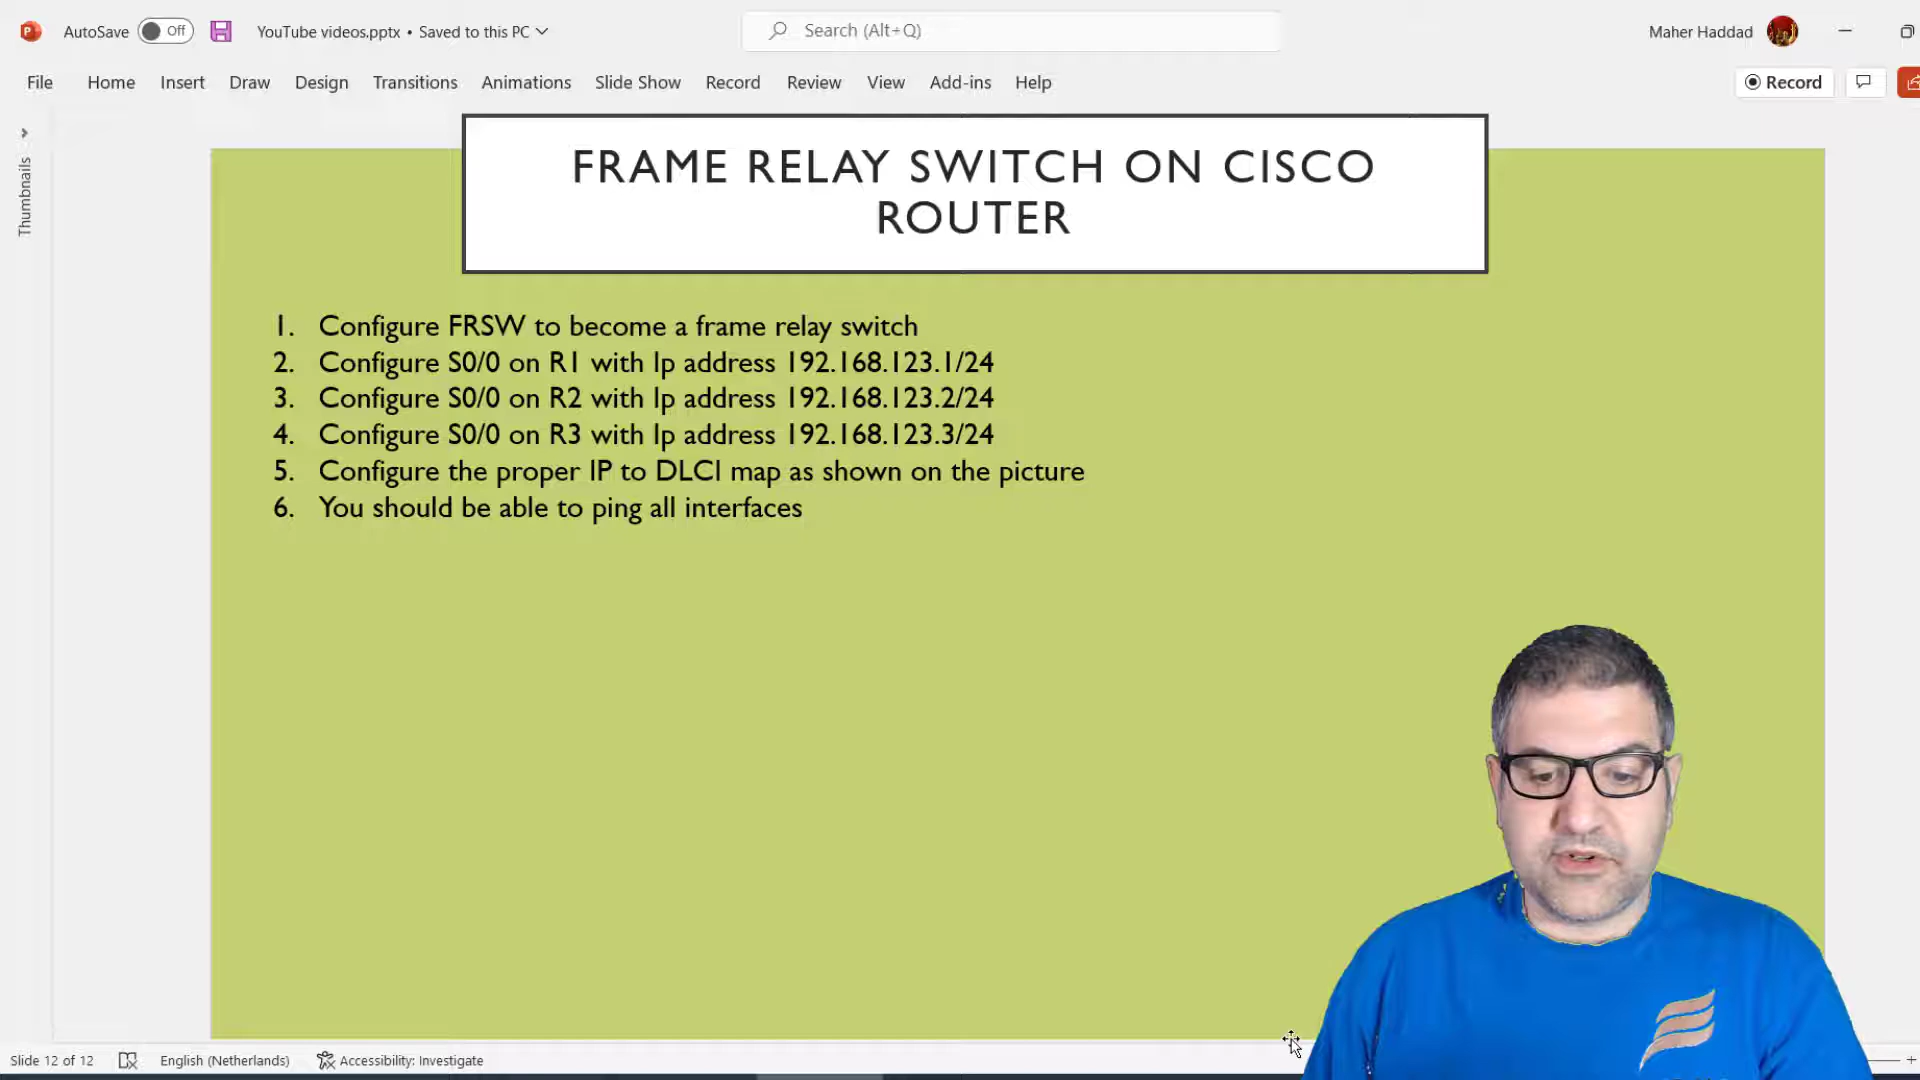 AutoSave Off YouTube videos.pptx • Saved to this PC Search (Alt+Q) Maher Haddad
File Home Insert Draw Design Transitions Animations Slide Show Record Review View Add-ins Help Record
Thumbnails
FRAME RELAY SWITCH ON CISCO
ROUTER
1. Configure FRSW to become a frame relay switch
2. Configure S0/0 on R1 with Ip address 192.168.123.1/24
3. Configure S0/0 on R2 with Ip address 192.168.123.2/24
4. Configure S0/0 on R3 with Ip address 192.168.123.3/24
5. Configure the proper IP to DLCI map as shown on the picture
6. You should be able to ping all interfaces
Slide 12 of 12 English (Netherlands) Accessibility: Investigate